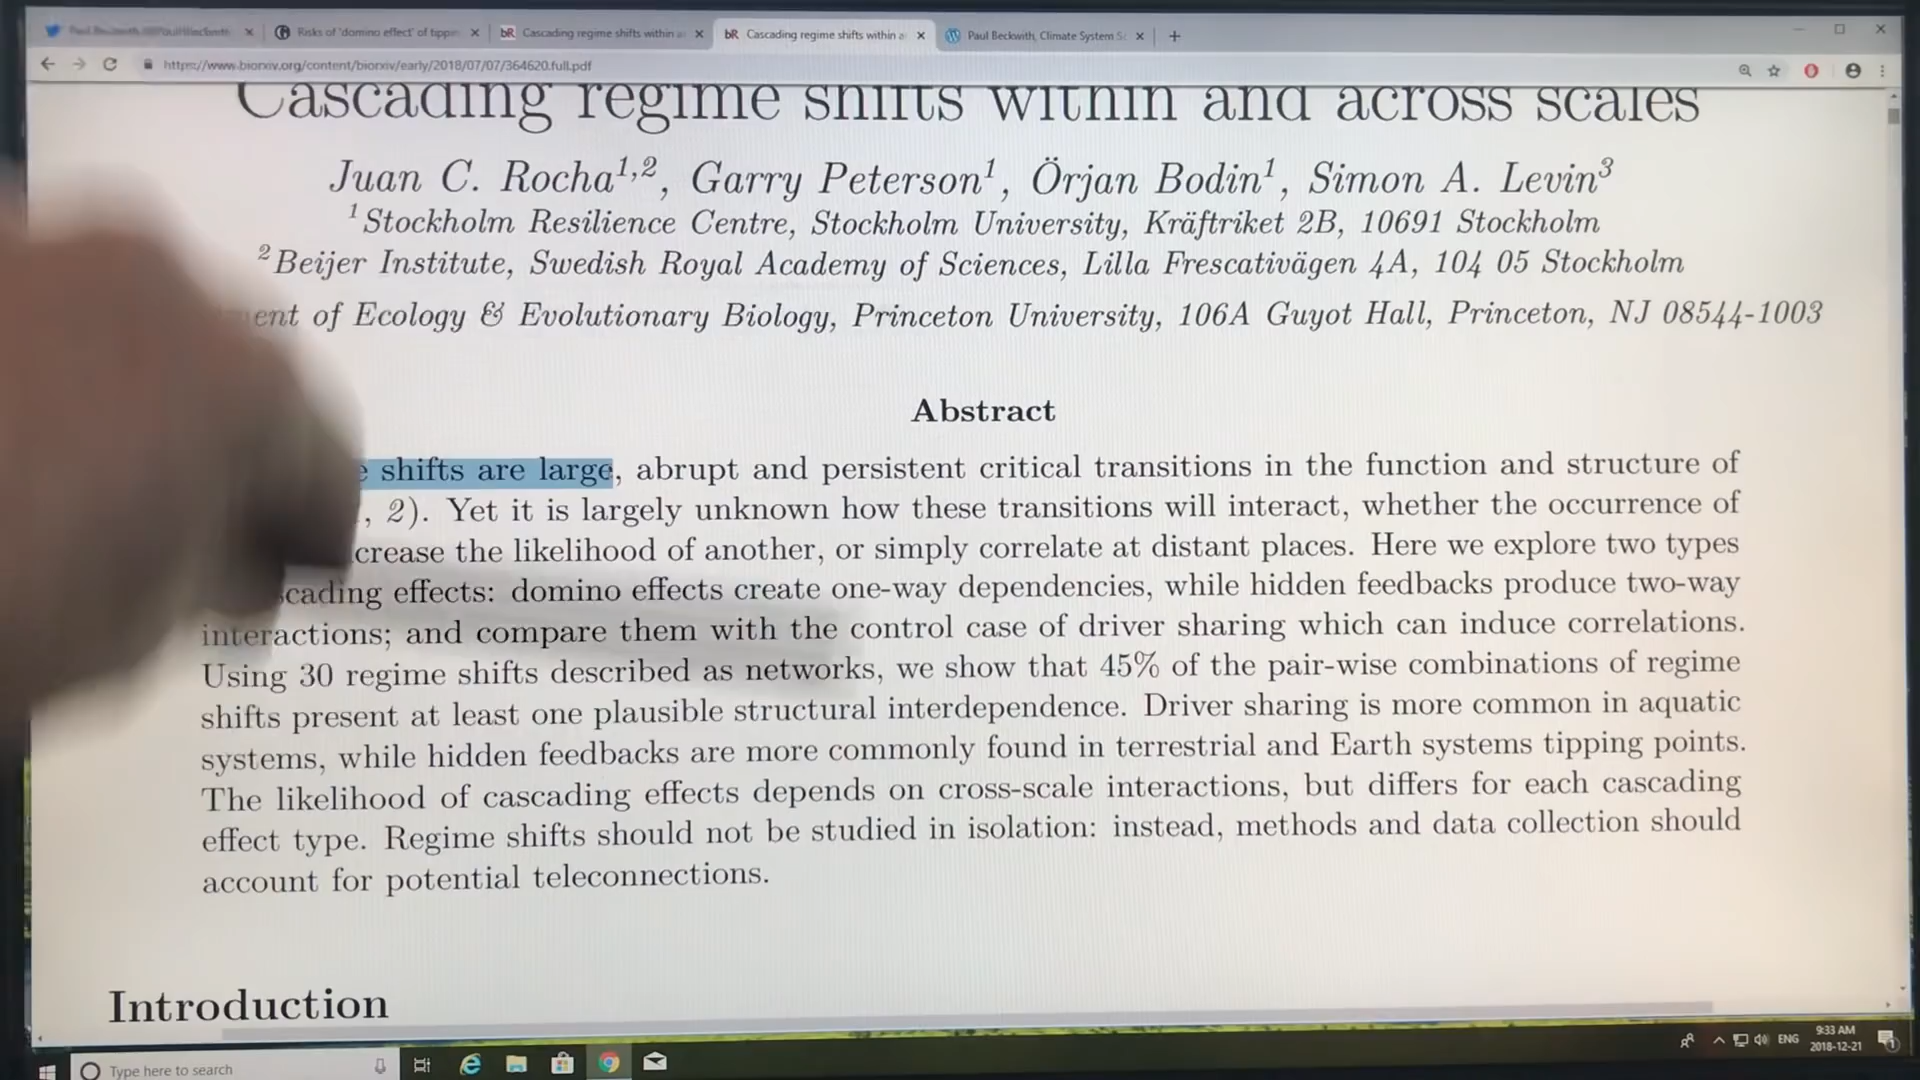 Paul Beckwith
Risks of 'domino effect' of tippin
bR Cascading regime shifts within a
bR Cascading regime shifts within a
Paul Beckwith, Climate System Sc
https://www.biorxiv.org/content/biorxiv/early/2018/07/07/364620.full.pdf
Cascading regime shifts within and across scales
Juan C. Rocha1,2, Garry Peterson1, Örjan Bodin1, Simon A. Levin3
1Stockholm Resilience Centre, Stockholm University, Kräftriket 2B, 10691 Stockholm
2Beijer Institute, Swedish Royal Academy of Sciences, Lilla Frescativägen 4A, 104 05 Stockholm
ent of Ecology & Evolutionary Biology, Princeton University, 106A Guyot Hall, Princeton, NJ 08544-1003
Abstract
e shifts are large, abrupt and persistent critical transitions in the function and structure of
, 2). Yet it is largely unknown how these transitions will interact, whether the occurrence of
crease the likelihood of another, or simply correlate at distant places. Here we explore two types
cading effects: domino effects create one-way dependencies, while hidden feedbacks produce two-way
interactions; and compare them with the control case of driver sharing which can induce correlations.
Using 30 regime shifts described as networks, we show that 45% of the pair-wise combinations of regime
shifts present at least one plausible structural interdependence. Driver sharing is more common in aquatic
systems, while hidden feedbacks are more commonly found in terrestrial and Earth systems tipping points.
The likelihood of cascading effects depends on cross-scale interactions, but differs for each cascading
effect type. Regime shifts should not be studied in isolation: instead, methods and data collection should
account for potential teleconnections.
Introduction
Type here to search
ENG
9:33 AM
2018-12-21